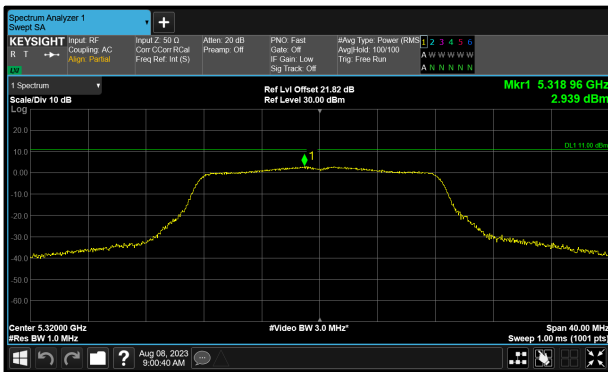 Spectrum Analyzer 1
Swept SA
KEYSIGHT
R T
LNI
Input: RF
Coupling: AC
Align: Partial
Input Z: 50 Ω
Corr CCorr RCal
Freq Ref: Int (S)
Atten: 20 dB
Preamp: Off
PNO: Fast
Gate: Off
IF Gain: Low
Sig Track: Off
#Avg Type: Power (RMS
Avg|Hold: 100/100
Trig: Free Run
1 2 3 4 5 6
A W W W W W
A N N N N N
1 Spectrum
Scale/Div 10 dB
Log
Ref Lvl Offset 21.82 dB
Ref Level 30.00 dBm
Mkr1 5.318 96 GHz
2.939 dBm
DL1 11.00 dBm
1
20.0
10.0
0.00
-10.0
-20.0
-30.0
-40.0
-50.0
-60.0
Center 5.32000 GHz
#Res BW 1.0 MHz
#Video BW 3.0 MHz*
Span 40.00 MHz
Sweep 1.00 ms (1001 pts)
?
Aug 08, 2023
9:00:40 AM